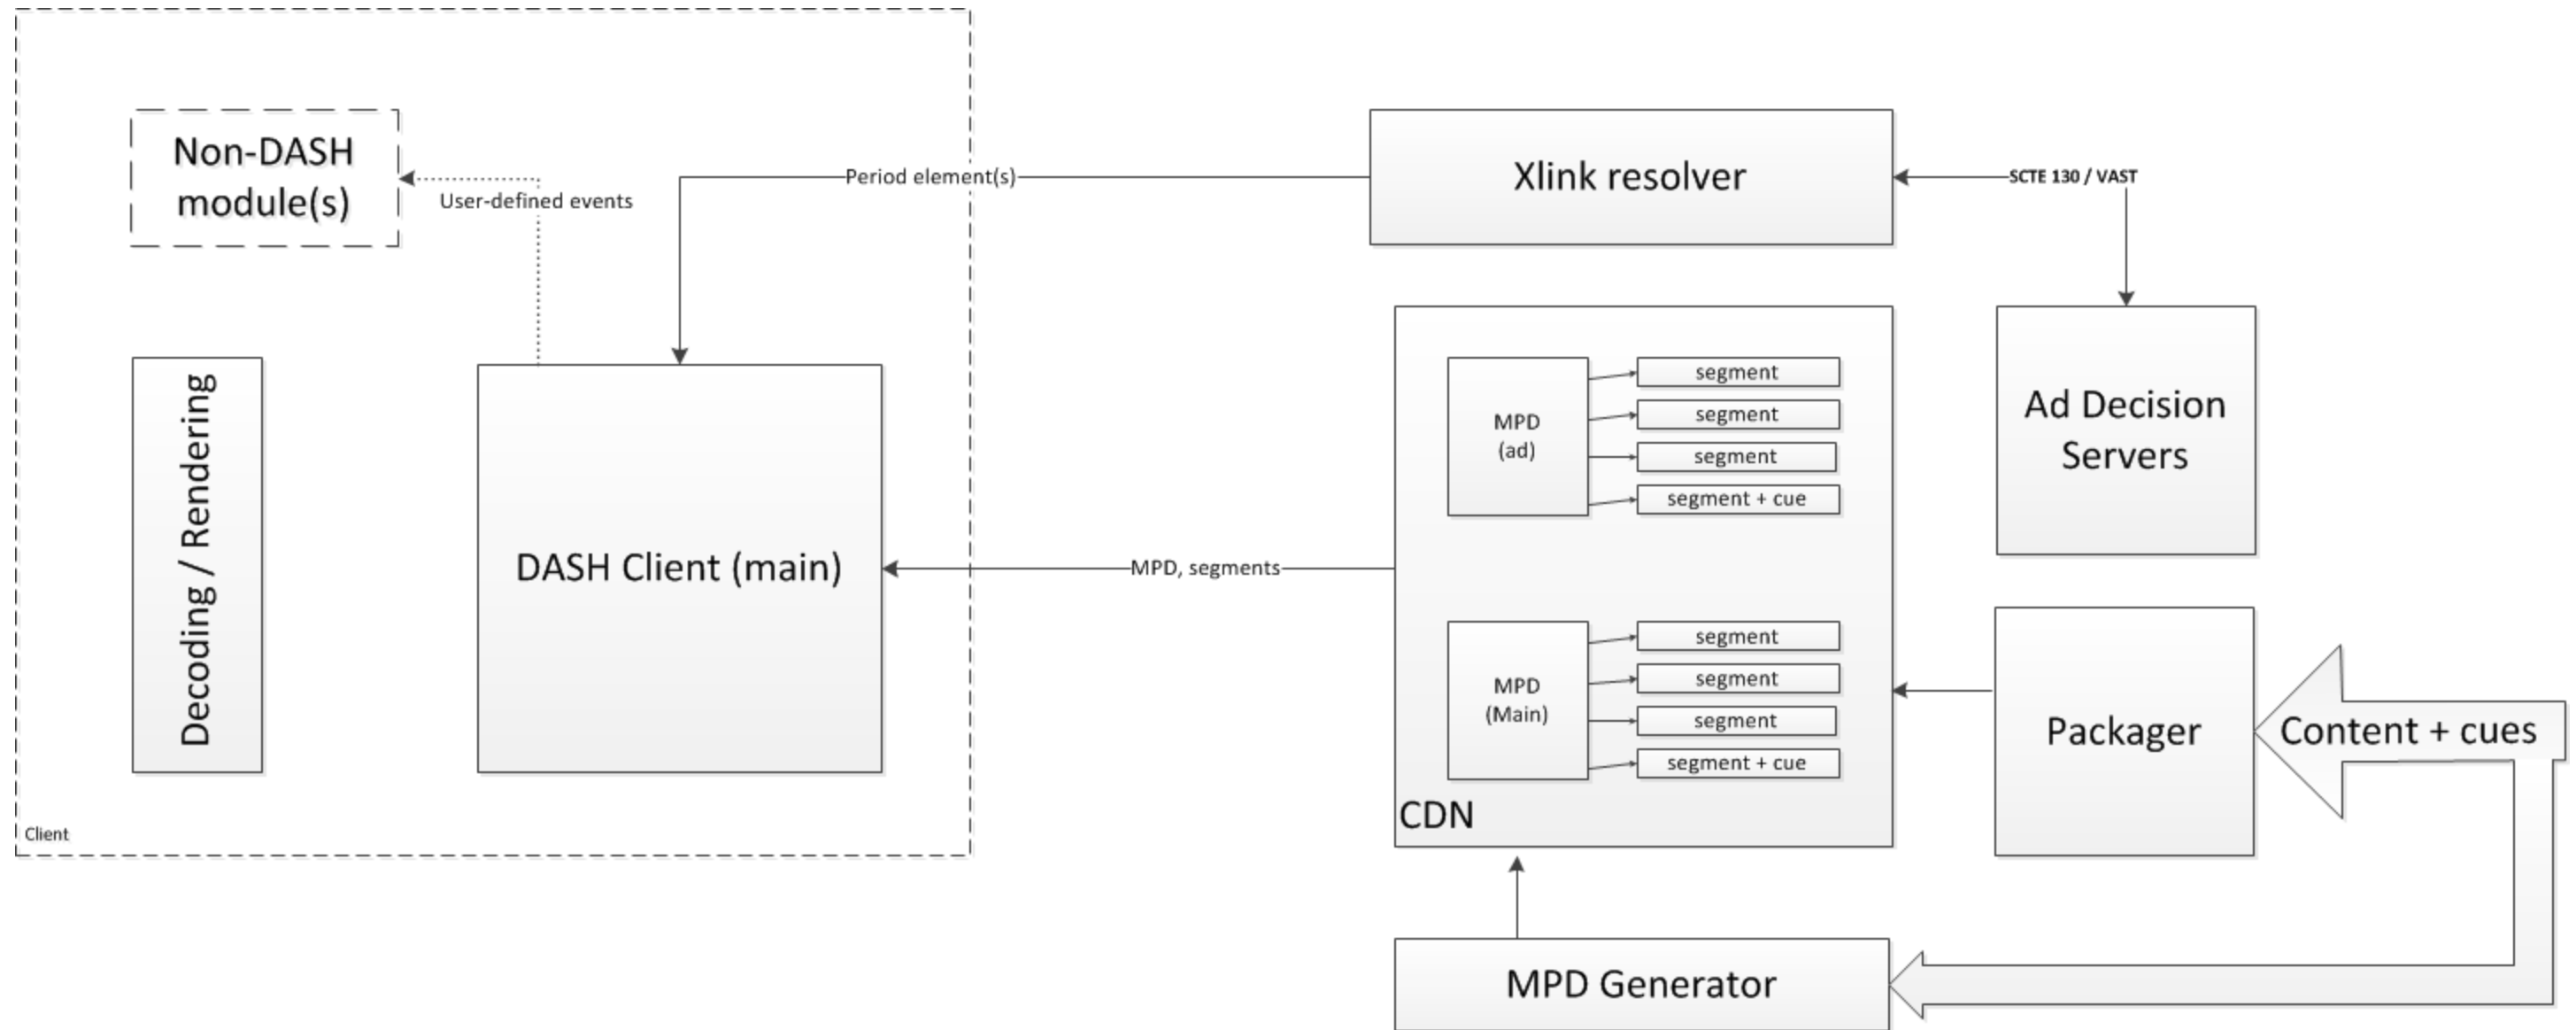 Non-DASH
module(s)
User-defined events
Period element(s)
Xlink resolver
SCTE 130 / VAST
Decoding / Rendering
DASH Client (main)
MPD, segments
MPD
(ad)
segment
segment
segment
segment + cue
MPD
(Main)
segment
segment
segment
segment + cue
CDN
Ad Decision
Servers
Packager
Content + cues
Client
MPD Generator